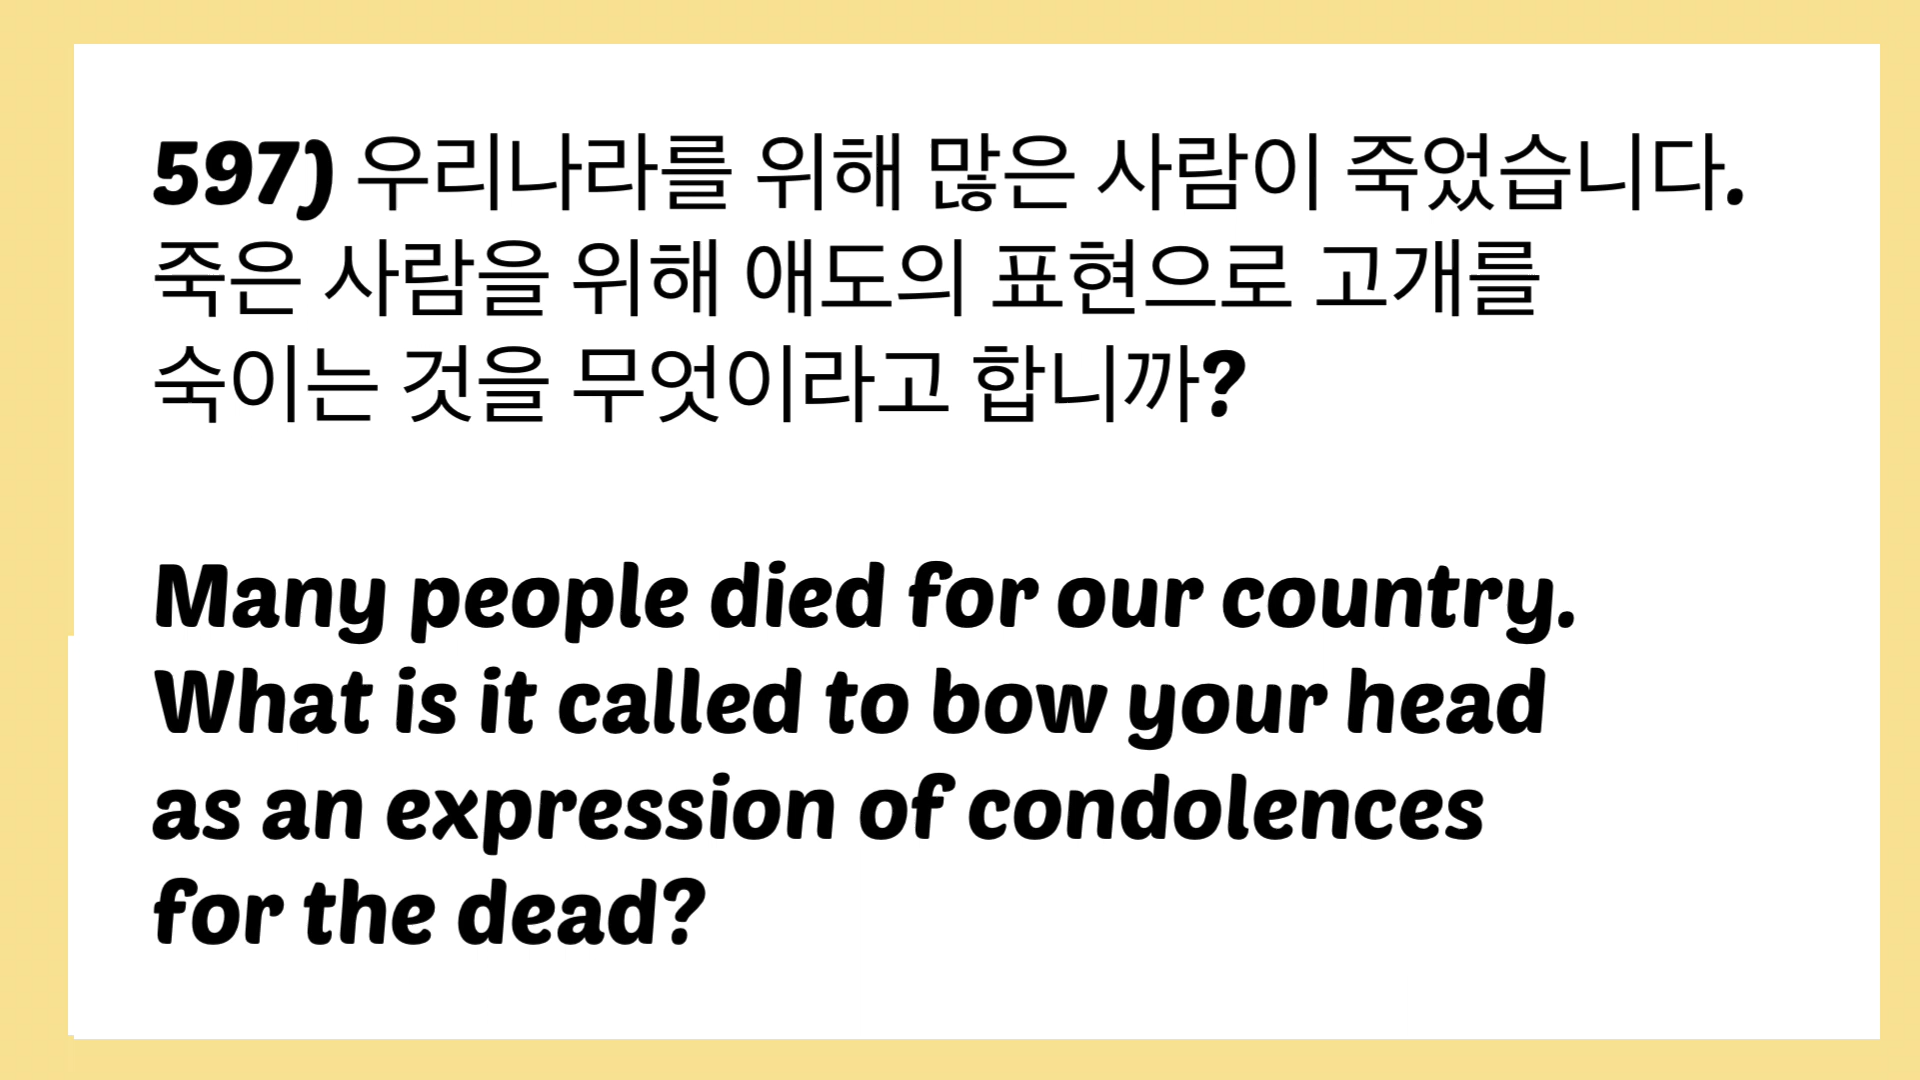 597) 우리나라를 위해 많은 사람이 죽었습니다.
죽은 사람을 위해 애도의 표현으로 고개를
숙이는 것을 무엇이라고 합니까?
Many people died for our country.
What is it called to bow your head
as an expression of condolences
for the dead?